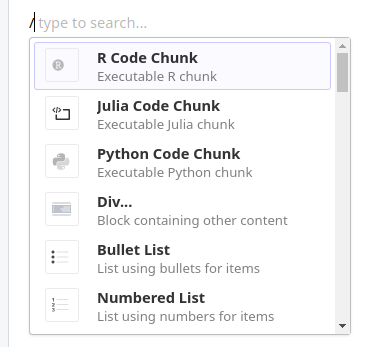 / type to search...
R Code Chunk
Executable R chunk
Julia Code Chunk
Executable Julia chunk
Python Code Chunk
Executable Python chunk
Div...
Block containing other content
Bullet List
List using bullets for items
Numbered List
List using numbers for items